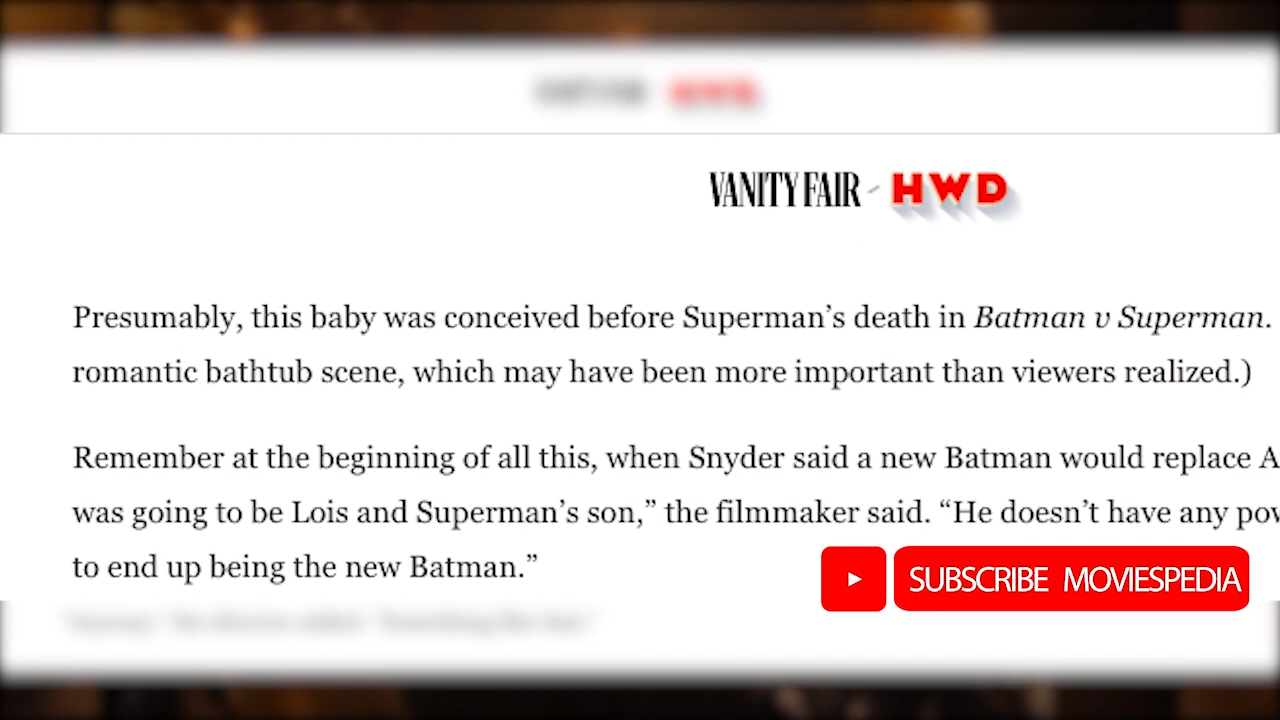 VANITY FAIR HWD
Presumably, this baby was conceived before Superman’s death in Batman v Superman.
romantic bathtub scene, which may have been more important than viewers realized.)
Remember at the beginning of all this, when Snyder said a new Batman would replace A
was going to be Lois and Superman’s son,” the filmmaker said. “He doesn’t have any pow
to end up being the new Batman.”
SUBSCRIBE MOVIESPEDIA